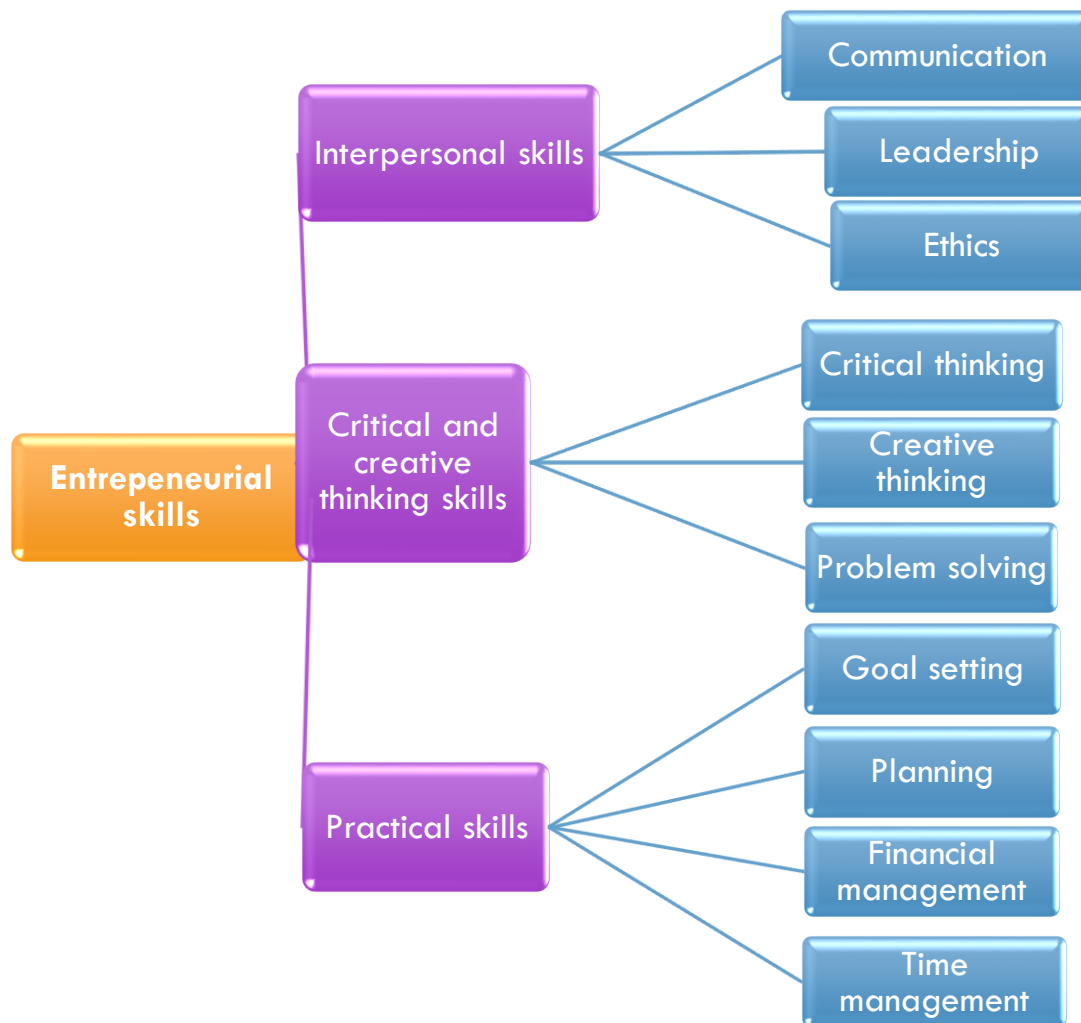 Entrepeneurial
skills
Interpersonal skills
Communication
Leadership
Ethics
Critical and
creative
thinking skills
Critical thinking
Creative
thinking
Problem solving
Practical skills
Goal setting
Planning
Financial
management
Time
management